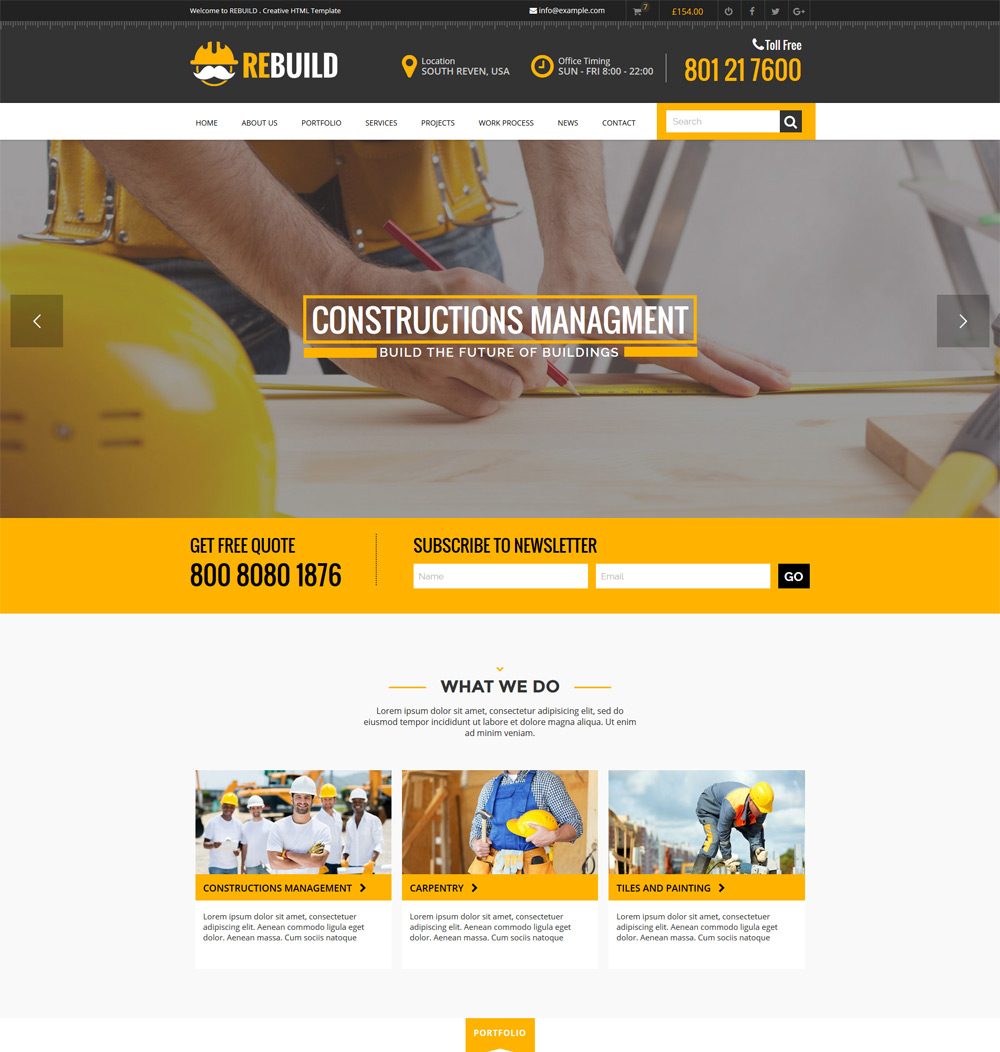 Welcome to REBUILD . Creative HTML Template
info@example.com
7
£154.00
REBUILD
Location
SOUTH REVEN, USA
Office Timing
SUN - FRI 8:00 - 22:00
Toll Free
801 21 7600
HOME ABOUT US PORTFOLIO SERVICES PROJECTS WORK PROCESS NEWS CONTACT
Search
CONSTRUCTIONS MANAGMENT
BUILD THE FUTURE OF BUILDINGS
GET FREE QUOTE
800 8080 1876
SUBSCRIBE TO NEWSLETTER
Name
Email
GO
WHAT WE DO
Lorem ipsum dolor sit amet, consectur adipisicing elit, sed do
eiusmod tempor incididunt ut labore et dolore magna aliqua. Ut enim
ad minim veniam.
CONSTRUCTIONS MANAGEMENT
Lorem ipsum dolor sit amet, consectetuer
adipiscing elit. Aenean commodo ligula eget
dolor. Aenean massa. Cum sociis natoque
CARPENTRY
Lorem ipsum dolor sit amet, consectetuer
adipiscing elit. Aenean commodo ligula eget
dolor. Aenean massa. Cum sociis natoque
TILES AND PAINTING
Lorem ipsum dolor sit amet, consectetuer
adipiscing elit. Aenean commodo ligula eget
dolor. Aenean massa. Cum sociis natoque
PORTFOLIO